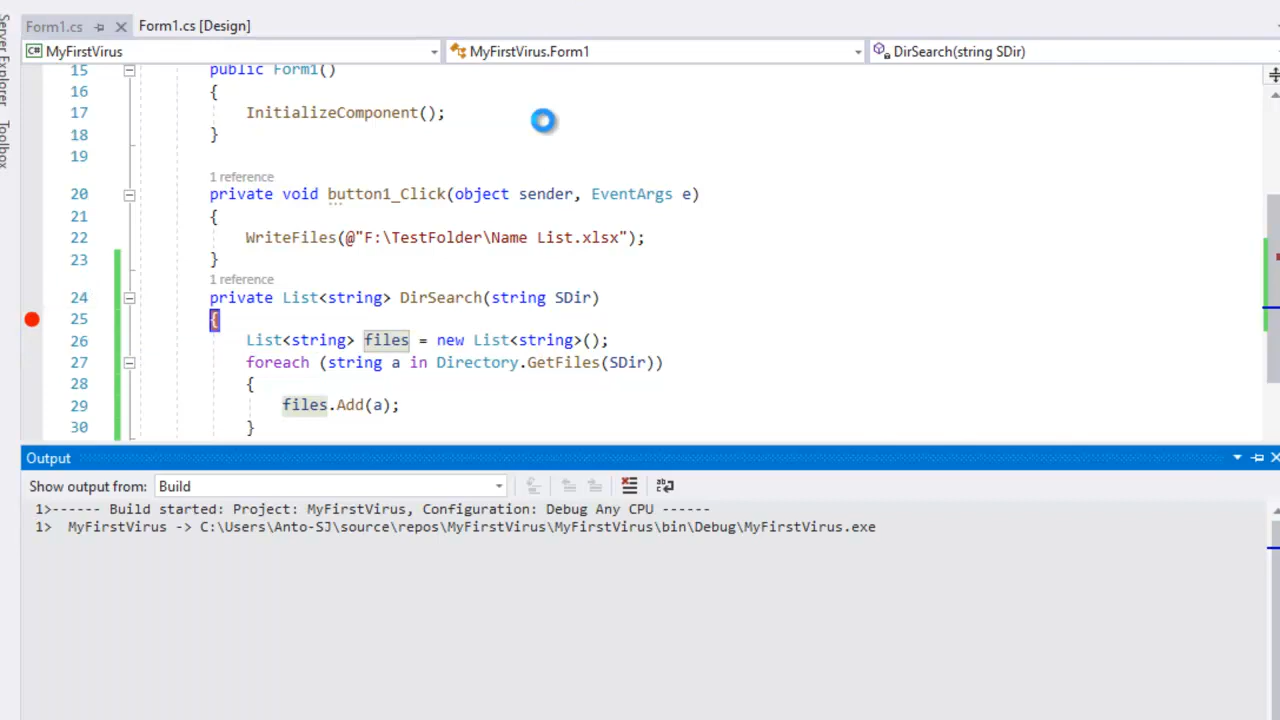 Server Explorer
Toolbox
Form1.cs
Form1.cs [Design]
C# MyFirstVirus
MyFirstVirus.Form1
DirSearch(string SDir)
15 public Form1()
16 {
17 InitializeComponent();
18 }
19
1 reference
20 private void button1_Click(object sender, EventArgs e)
21 {
22 WriteFiles(@"F:\TestFolder\Name List.xlsx");
23 }
1 reference
24 private List<string> DirSearch(string SDir)
25 {
26 List<string> files = new List<string>();
27 foreach (string a in Directory.GetFiles(SDir))
28 {
29 files.Add(a);
30 }
Output
Show output from: Build
1>------ Build started: Project: MyFirstVirus, Configuration: Debug Any CPU ------
1> MyFirstVirus -> C:\Users\Anto-SJ\source\repos\MyFirstVirus\MyFirstVirus\bin\Debug\MyFirstVirus.exe